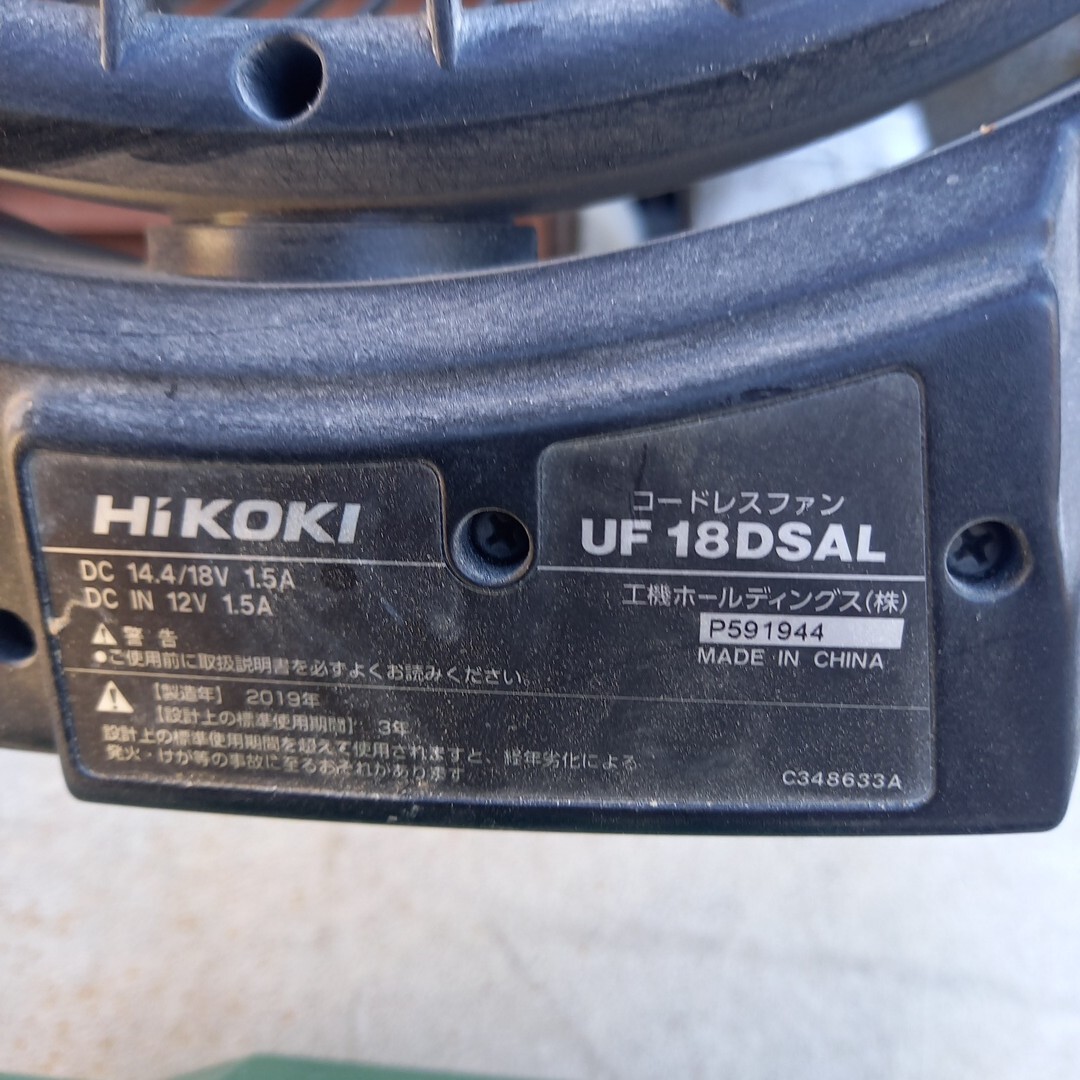 HiKOKI
DC 14.4/18V 1.5A
DC IN 12V 1.5A
警告
●ご使用前に取扱説明書を必ずよくお読みください。
【製造年】 2019年
【設計上の標準使用期間】 3年
設計上の標準使用期間を超えて使用されますと、経年劣化による
発火・けが等の事故に至るおそれがあります
コードレスファン
UF 18DSAL
工機ホールディングス(株)
P591944
MADE IN CHINA
C348633A